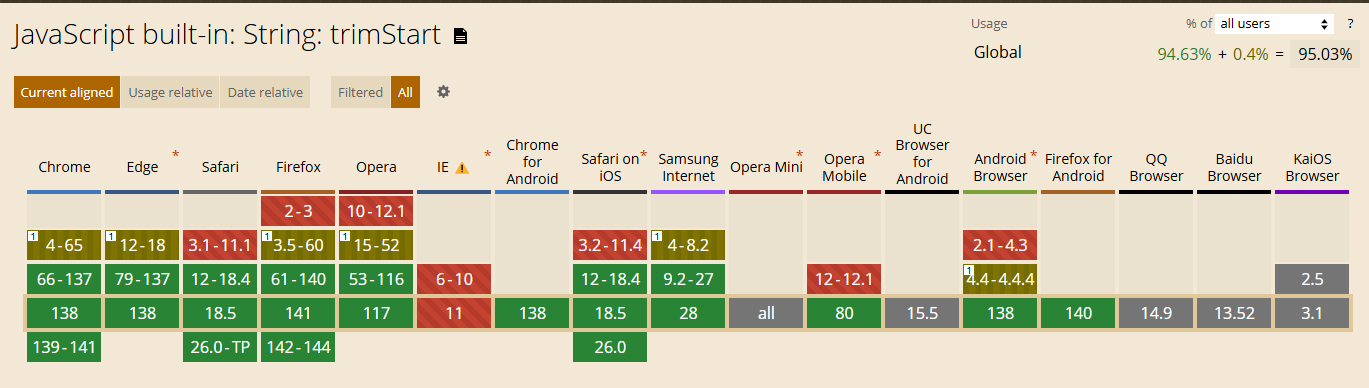 JavaScript built-in: String: trimStart
Usage % of all users ?
Global 94.63% + 0.4% = 95.03%
Current aligned Usage relative Date relative Filtered All
Chrome Edge * Safari Firefox Opera IE * Chrome for Android Safari on iOS * Samsung Internet Opera Mini * Opera Mobile * UC Browser for Android Android Browser * Firefox for Android QQ Browser Baidu Browser KaiOS Browser
2-3 10-12.1
1 4-65 1 12-18 3.1-11.1 1 3.5-60 1 15-52 3.2-11.4 1 4-8.2 2.1-4.3
66-137 79-137 12-18.4 61-140 53-116 6-10 12-18.4 9.2-27 12-12.1 1 4.4-4.4.4 2.5
138 138 18.5 141 117 11 138 18.5 28 all 80 15.5 138 140 14.9 13.52 3.1
139-141 26.0-TP 142-144 26.0